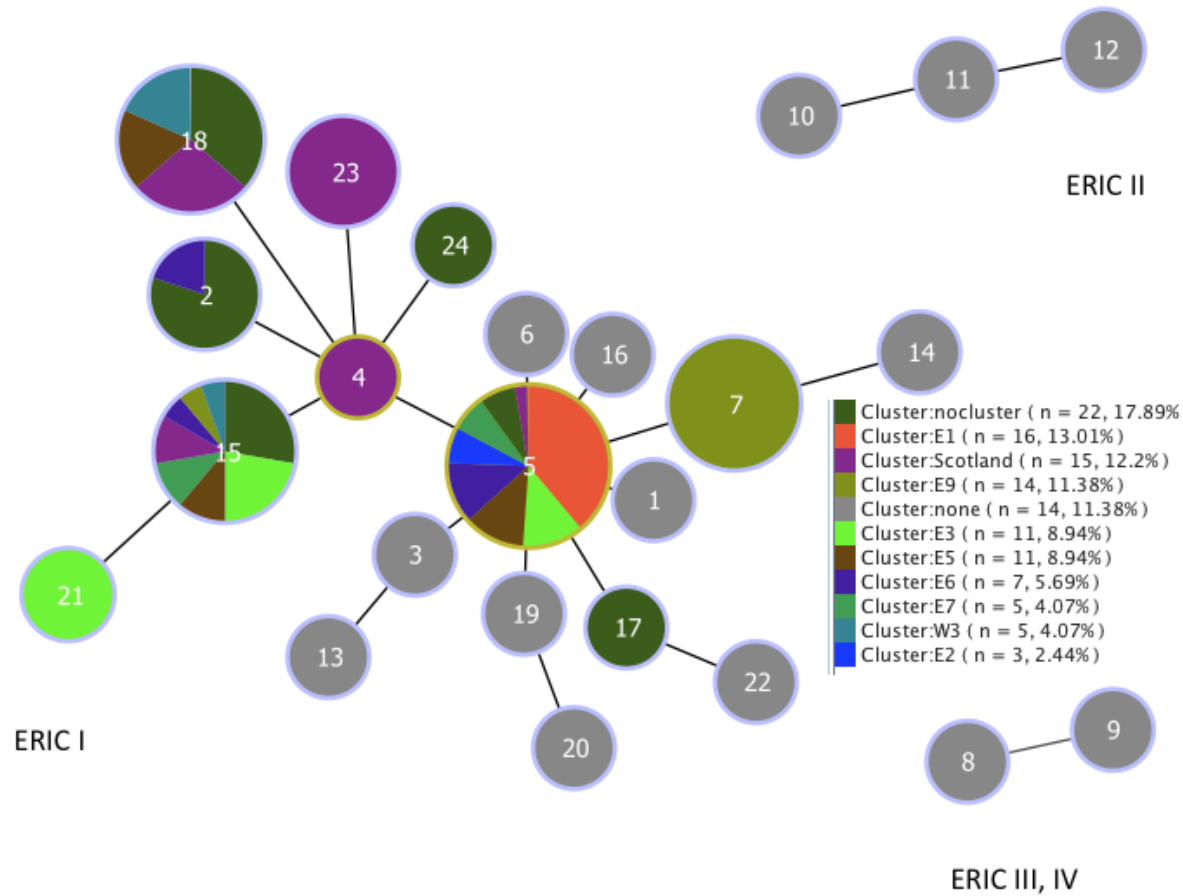 12
11
10
18
23
ERIC II
24
2
6
16
14
4
7
15
5
1
Cluster:nocluster ( n = 22, 17.89%
Cluster:E1 ( n = 16, 13.01%)
Cluster:Scotland ( n = 15, 12.2%)
Cluster:E9 ( n = 14, 11.38%)
Cluster:none ( n = 14, 11.38%)
Cluster:E3 ( n = 11, 8.94%)
Cluster:E5 ( n = 11, 8.94%)
Cluster:E6 ( n = 7, 5.69%)
Cluster:E7 ( n = 5, 4.07%)
Cluster:W3 ( n = 5, 4.07%)
Cluster:E2 ( n = 3, 2.44%)
3
21
19
17
13
22
20
ERIC I
9
8
ERIC III, IV